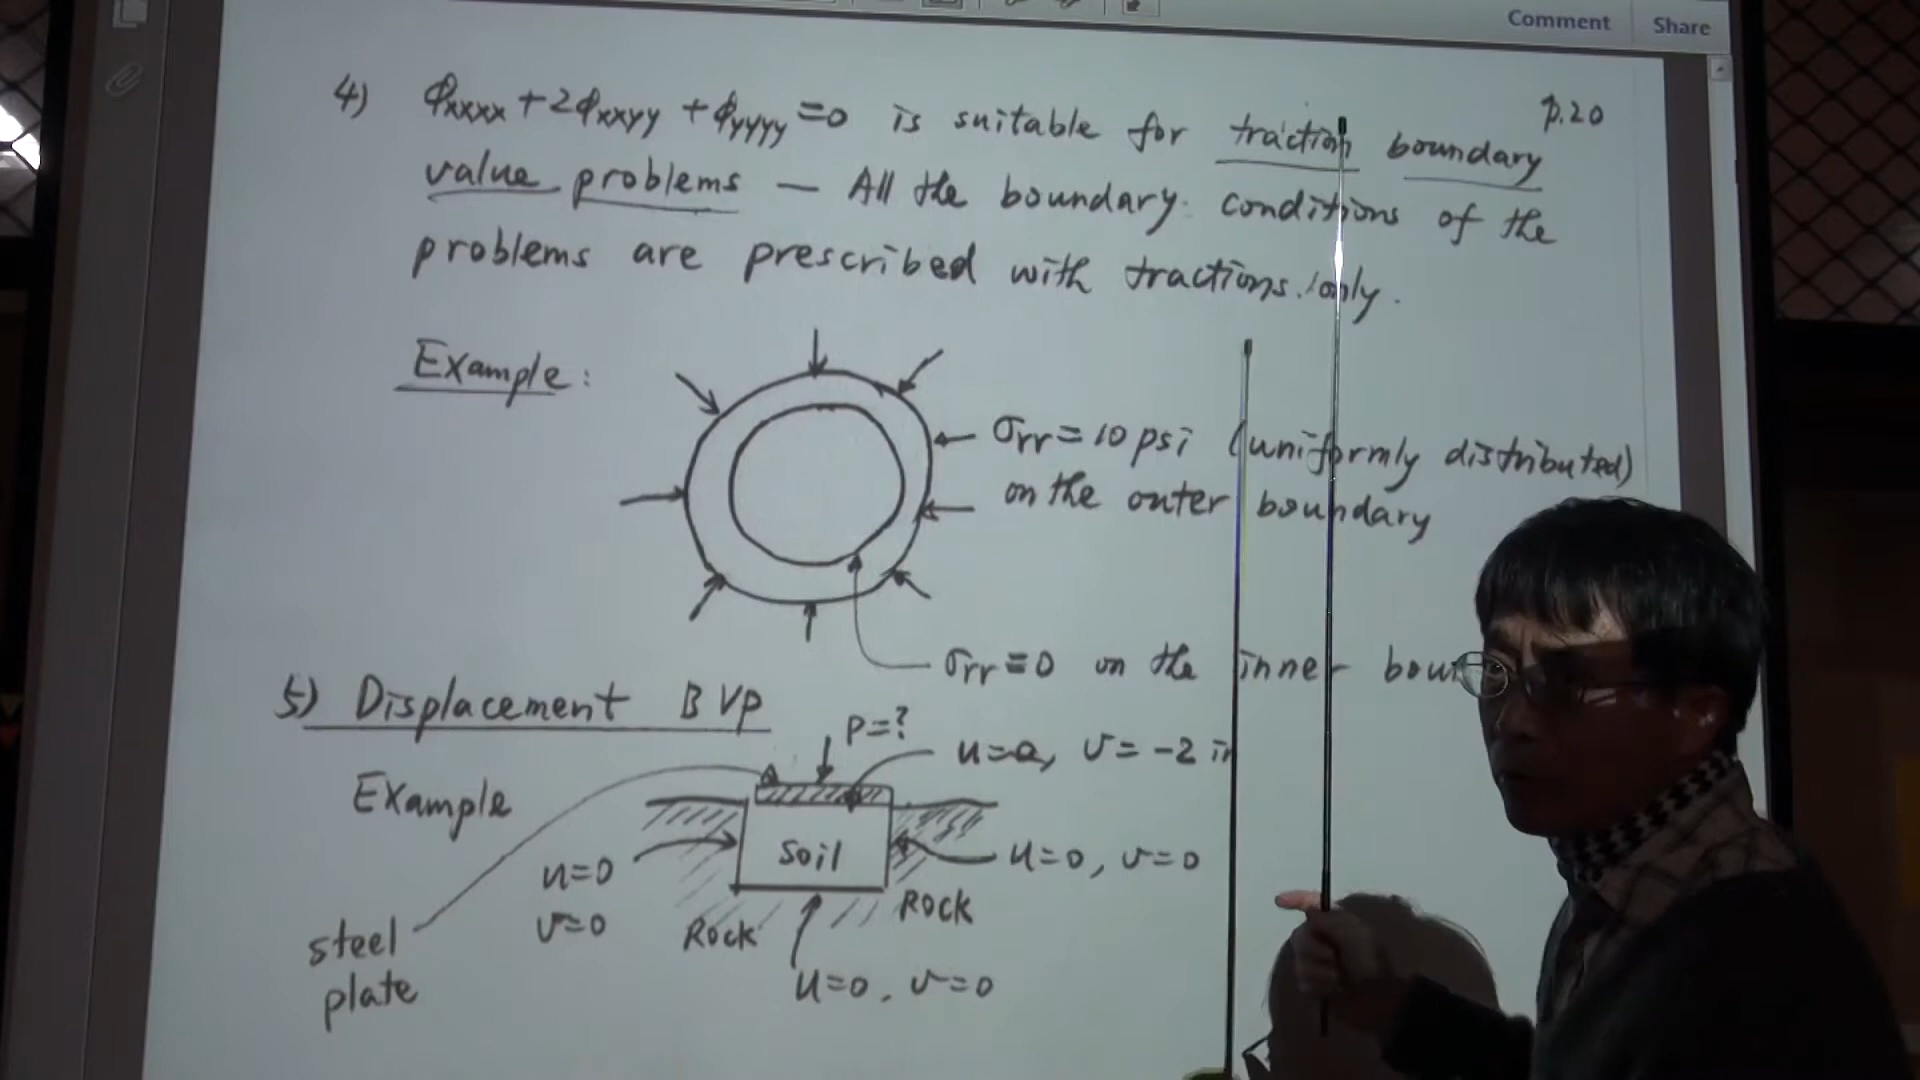 Comment Share
p.20
4) ϕxxxx + 2ϕxxyy + ϕyyyy = 0 is suitable for traction boundary
value problems — All the boundary conditions of the
problems are prescribed with tractions only.
Example:
σrr = 10 psi (uniformly distributed)
on the outer boundary
σrr = 0 on the inner
5) Displacement BVP
P=?
u=0, v= -2
Example
Soil
u=0
v=0
u=0, v=0
Rock
Rock
steel
plate
u=0, v=0